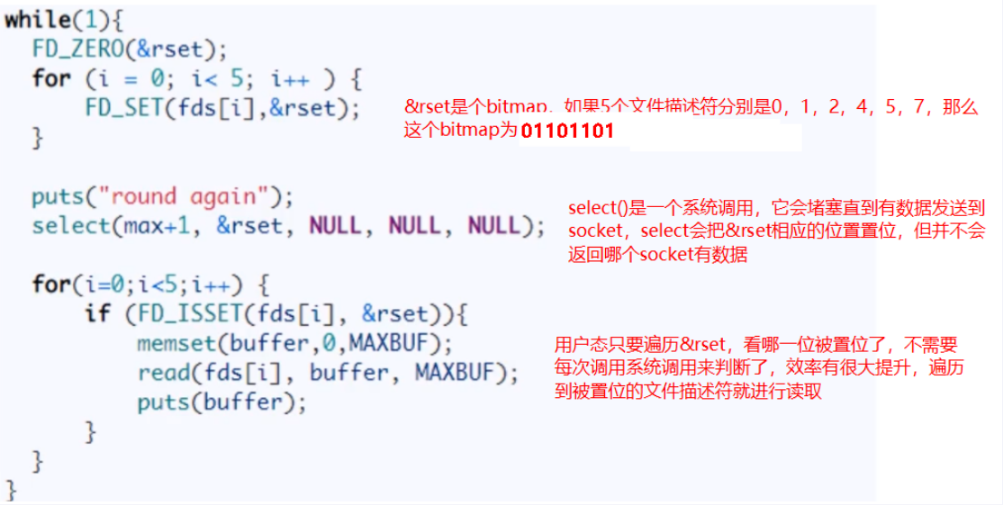 while(1){
FD_ZERO(&rset);
for (i = 0; i< 5; i++ ) {
FD_SET(fds[i],&rset);
}
&rset是个bitmap，如果5个文件描述符分别是0，1，2，4，5，7，那么
这个bitmap为01101101
puts("round again");
select(max+1, &rset, NULL, NULL, NULL);
select()是一个系统调用，它会堵塞直到有数据发送到
socket，select会把&rset相应的位置置位，但并不会
返回哪个socket有数据
for(i=0;i<5;i++) {
if (FD_ISSET(fds[i], &rset)){
memset(buffer,0,MAXBUF);
read(fds[i], buffer, MAXBUF);
puts(buffer);
}
}
}
用户态只要遍历&rset，看哪一位被置位了，不需要
每次调用系统调用来判断了，效率有很大提升，遍历
到被置位的文件描述符就进行读取